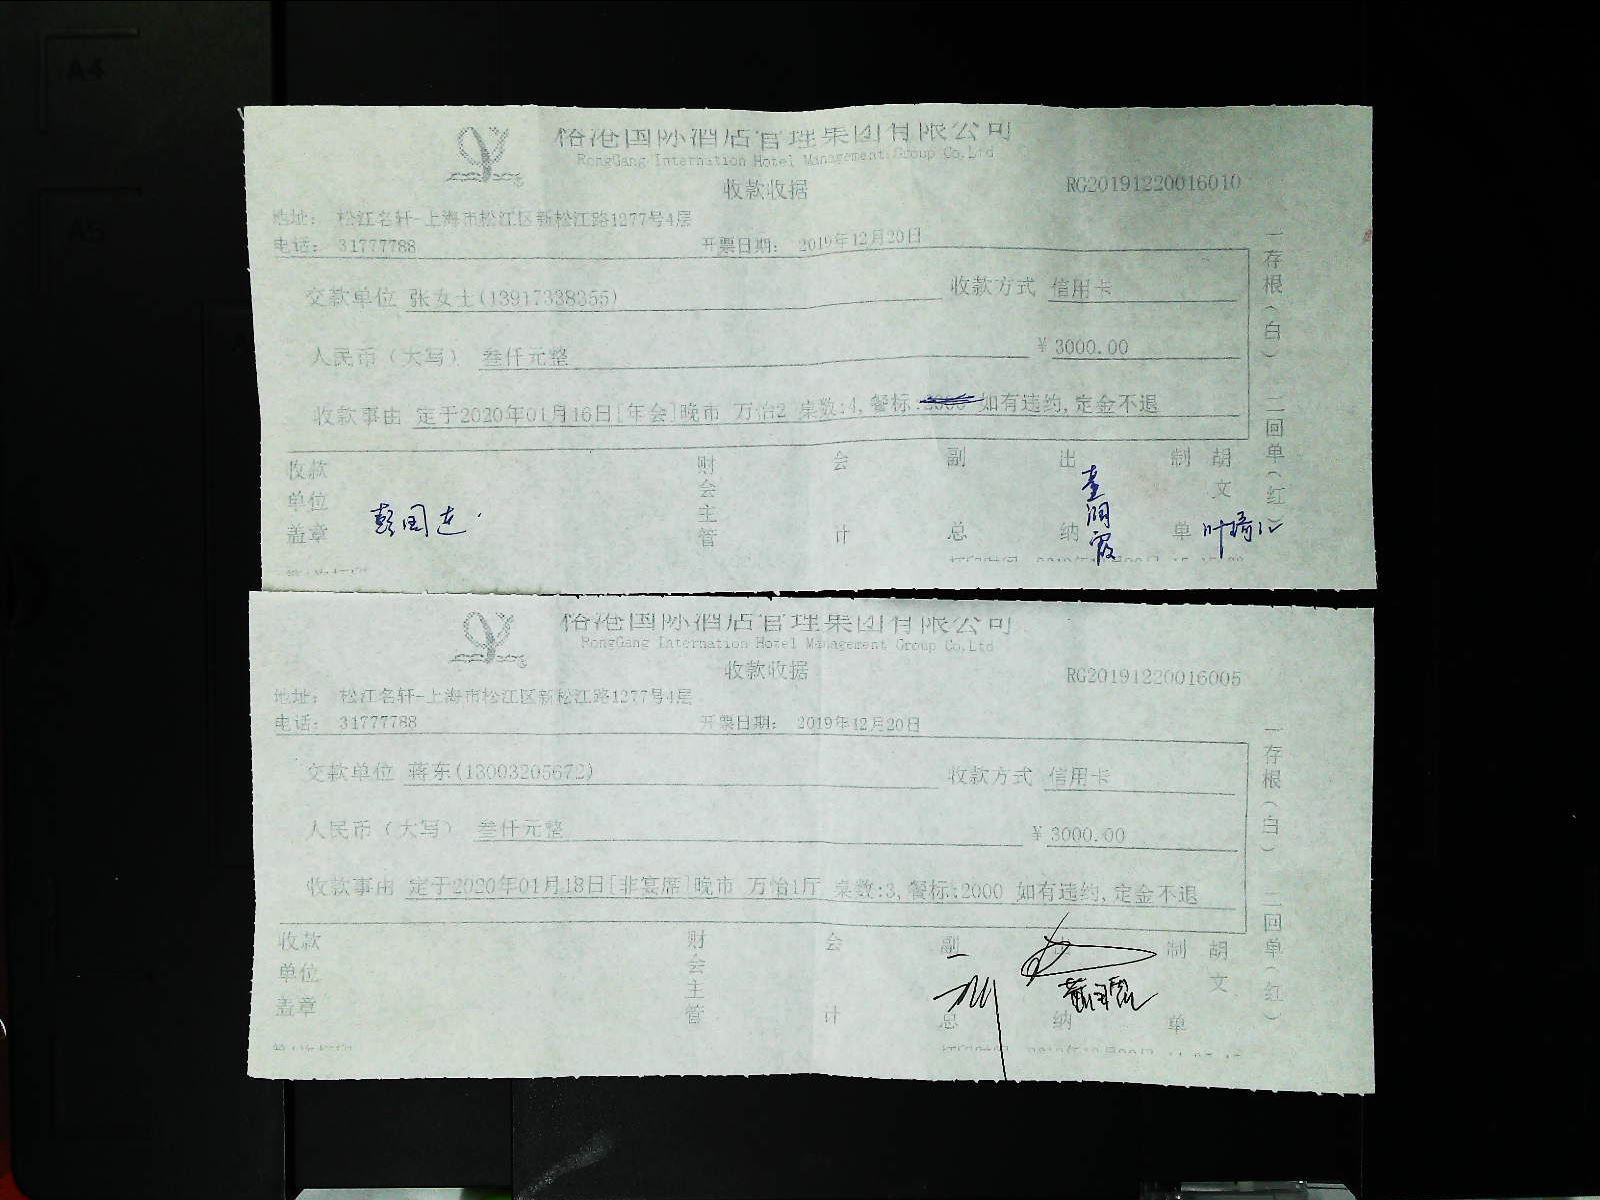 国际酒店管理集团有限公司
RongGang Internation Hotel Management Group Co,Ltd
收款收据
RG20191220016010
地址： 松江名轩-上海市松江区新松江路1277号4层
电话： 31777788 开票日期： 2019年12月20日
交款单位 张女士(13917338355) 收款方式 信用卡
人民币（大写） 叁仟元整 ¥ 3000.00
收款事由 定于2020年01月16日[年会]晚市 万怡2 桌数:4,餐标: 如有违约,定金不退
收款单位盖章 财会主管 会计 副总 出纳 制单 胡文
一存根（白） 二回单（红）
国际酒店管理集团有限公司
RongGang Internation Hotel Management Group Co,Ltd
收款收据
RG20191220016005
地址： 松江名轩-上海市松江区新松江路1277号4层
电话： 31777788 开票日期： 2019年12月20日
交款单位 蒋东(13003205672) 收款方式 信用卡
人民币（大写） 叁仟元整 ¥ 3000.00
收款事由 定于2020年01月18日[非宴席]晚市 万怡1厅 桌数:3,餐标:2000 如有违约,定金不退
收款单位盖章 财会主管 会计 副总 出纳 制单 胡文
一存根（白） 二回单（红）
A4
A5